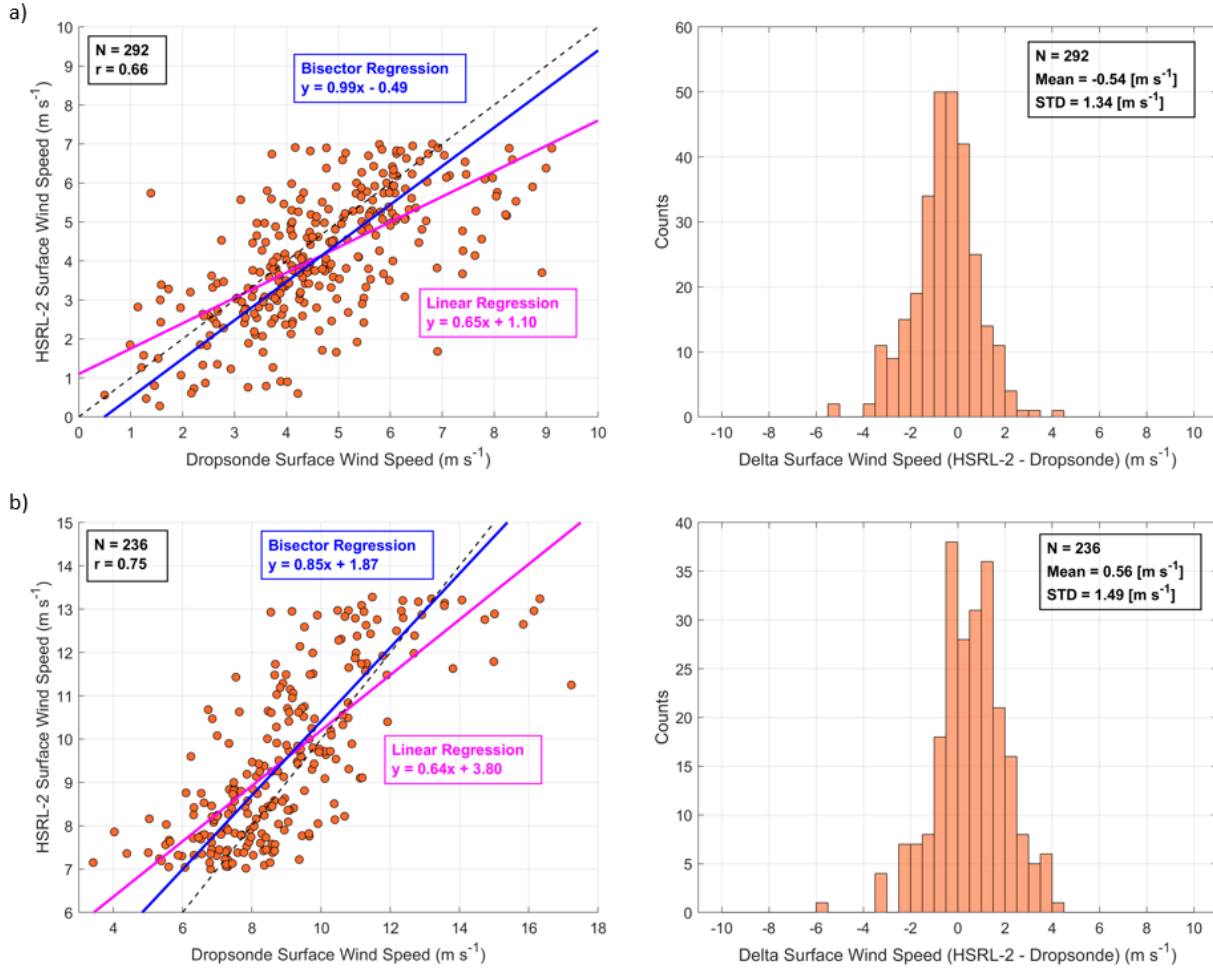 a)
10
9
8
7
6
5
4
3
2
1
0
HSRL-2 Surface Wind Speed (m s⁻¹)
N = 292
r = 0.66
Bisector Regression
y = 0.99x - 0.49
Linear Regression
y = 0.65x + 1.10
0 1 2 3 4 5 6 7 8 9 10
Dropsonde Surface Wind Speed (m s⁻¹)
60
50
40
30
20
10
0
Counts
N = 292
Mean = -0.54 [m s⁻¹]
STD = 1.34 [m s⁻¹]
-10 -8 -6 -4 -2 0 2 4 6 8 10
Delta Surface Wind Speed (HSRL-2 - Dropsonde) (m s⁻¹)
b)
15
14
13
12
11
10
9
8
7
6
HSRL-2 Surface Wind Speed (m s⁻¹)
N = 236
r = 0.75
Bisector Regression
y = 0.85x + 1.87
Linear Regression
y = 0.64x + 3.80
4 6 8 10 12 14 16 18
Dropsonde Surface Wind Speed (m s⁻¹)
40
35
30
25
20
15
10
5
0
Counts
N = 236
Mean = 0.56 [m s⁻¹]
STD = 1.49 [m s⁻¹]
-10 -8 -6 -4 -2 0 2 4 6 8 10
Delta Surface Wind Speed (HSRL-2 - Dropsonde) (m s⁻¹)